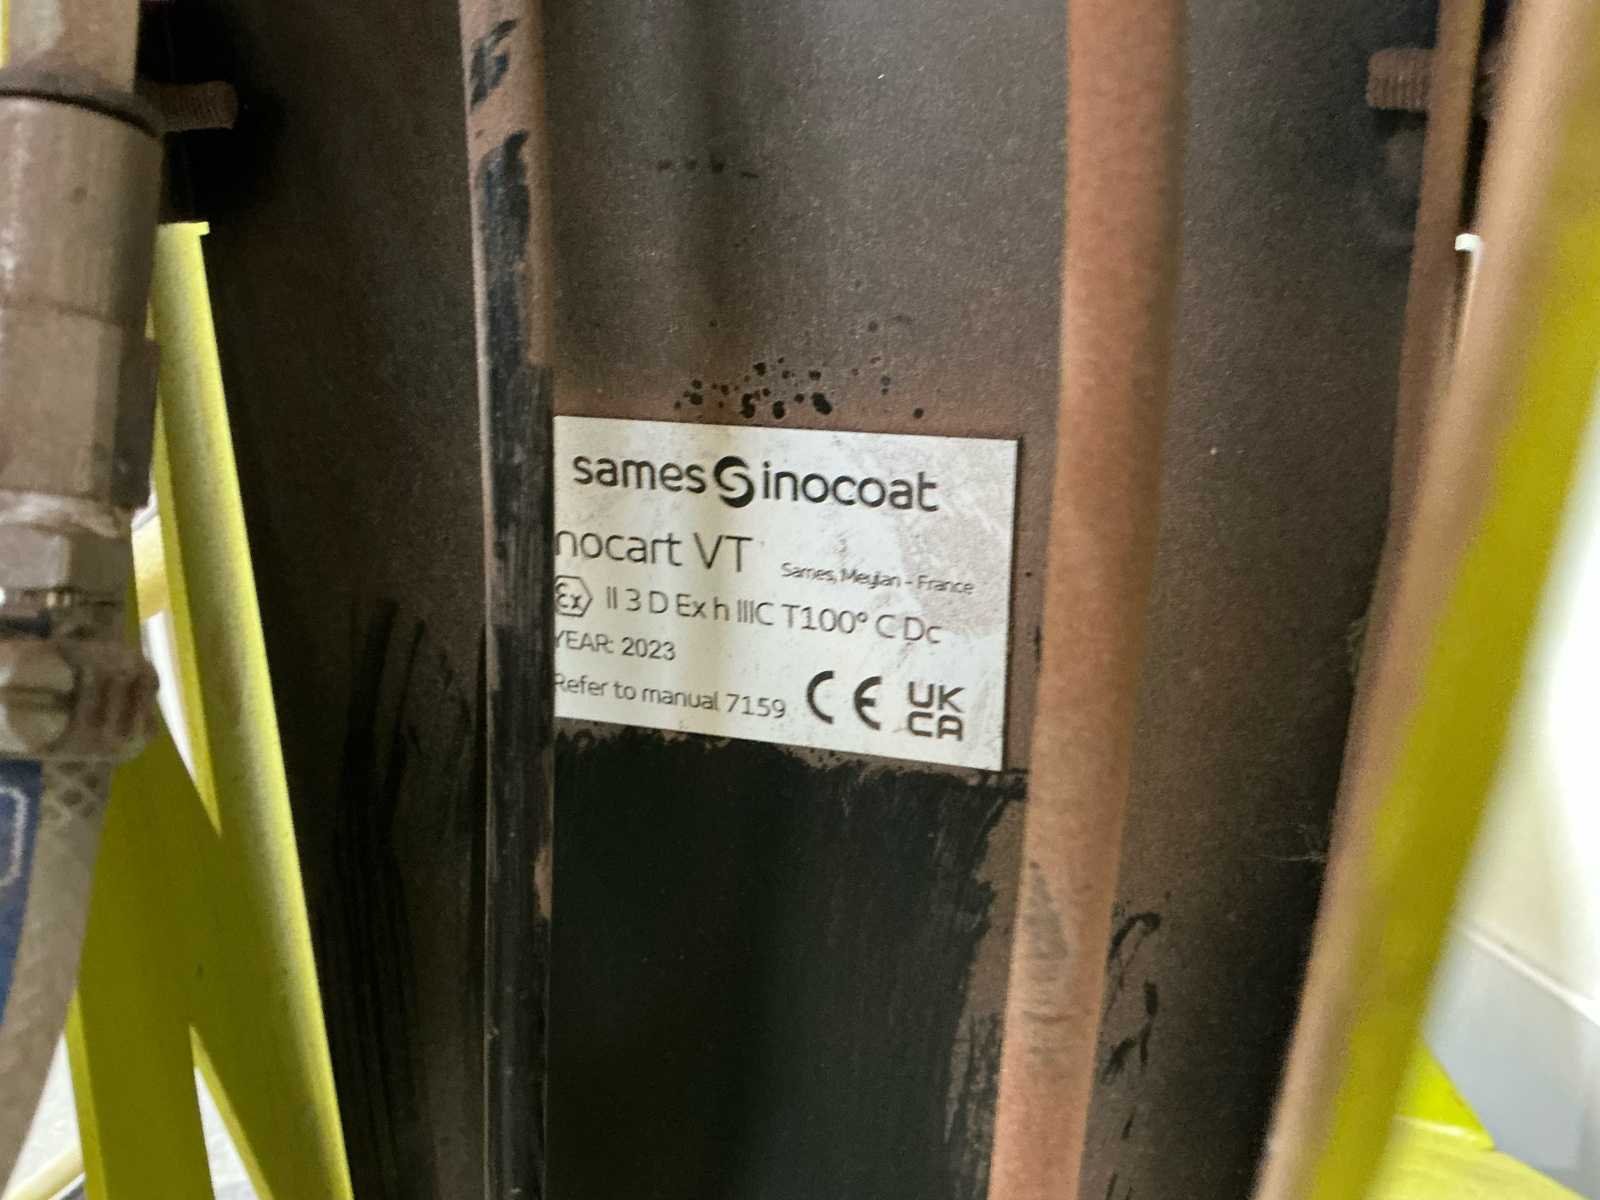 sames inocoat
nocart VT
Sames, Meylan - France
Ex II 3 D Ex h IIIC T100° C Dc
YEAR: 2023
Refer to manual 7159
CE
UK
CA